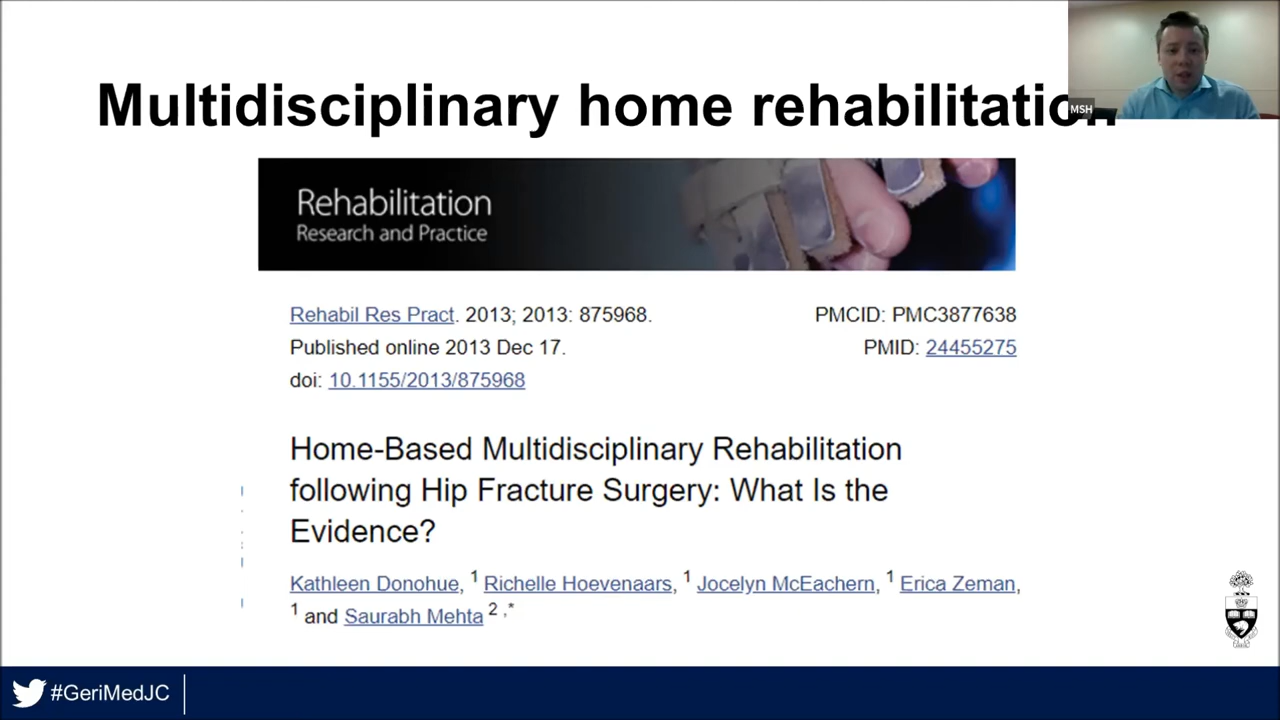 Multidisciplinary home rehabilitation
MSH
Rehabilitation
Research and Practice
Rehabil Res Pract. 2013; 2013: 875968.
PMCID: PMC3877638
Published online 2013 Dec 17.
PMID: 24455275
doi: 10.1155/2013/875968
Home-Based Multidisciplinary Rehabilitation
following Hip Fracture Surgery: What Is the
Evidence?
Kathleen Donohue, 1 Richelle Hoevenaars, 1 Jocelyn McEachern, 1 Erica Zeman,
1 and Saurabh Mehta 2 ,*
#GeriMedJC